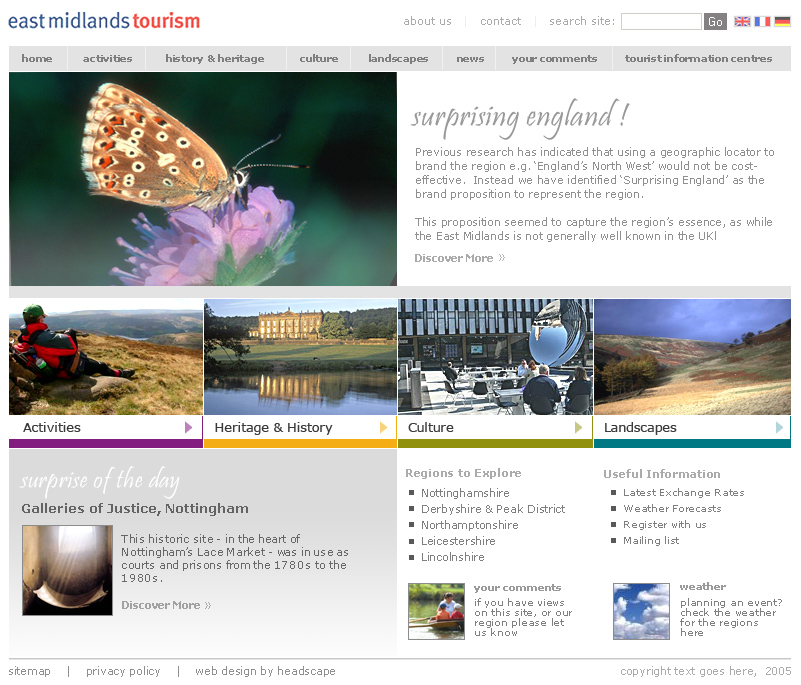 east midlands tourism
about us | contact | search site: Go
home activities history & heritage culture landscapes news your comments tourist information centres
surprising england !
Previous research has indicated that using a geographic locator to
brand the region e.g.‘England’s North West’ would not be cost-
effective. Instead we have identified ‘Surprising England’ as the
brand proposition to represent the region.
This proposition seemed to capture the region’s essence, as while
the East Midlands is not generally well known in the UKl
Discover More »
Activities
Heritage & History
Culture
Landscapes
surprise of the day
Galleries of Justice, Nottingham
This historic site - in the heart of
Nottingham’s Lace Market - was in use as
courts and prisons from the 1780s to the
1980s.
Discover More »
Regions to Explore
Nottinghamshire
Derbyshire & Peak District
Northamptonshire
Leicestershire
Lincolnshire
Useful Information
Latest Exchange Rates
Weather Forecasts
Register with us
Mailing list
your comments
if you have views
on this site, or our
region please let
us know
weather
planning an event?
check the weather
for the regions
here
sitemap | privacy policy | web design by headscape
copyright text goes here, 2005